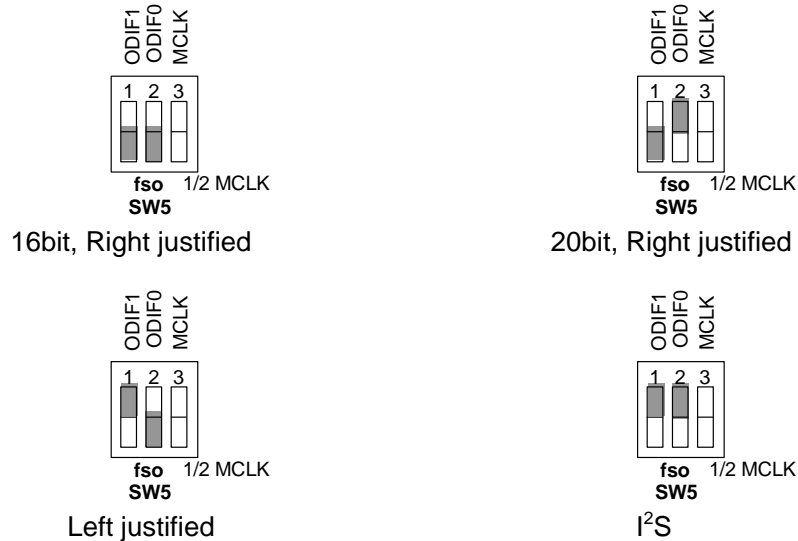 ODIF1
ODIF0
MCLK
1 2 3
fso 1/2 MCLK
SW5
16bit, Right justified
ODIF1
ODIF0
MCLK
1 2 3
fso 1/2 MCLK
SW5
20bit, Right justified
ODIF1
ODIF0
MCLK
1 2 3
fso 1/2 MCLK
SW5
Left justified
ODIF1
ODIF0
MCLK
1 2 3
fso 1/2 MCLK
SW5
I²S